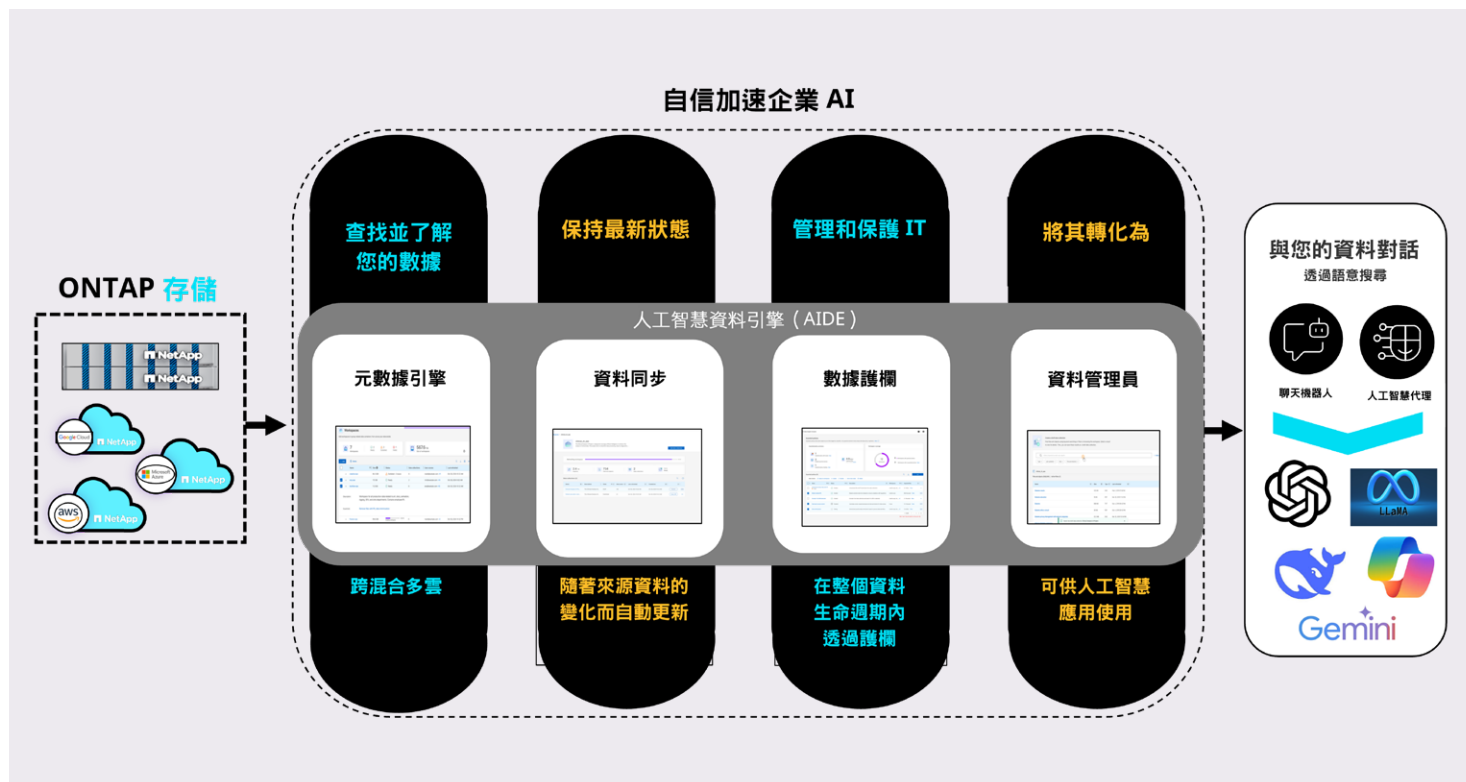 自信加速企業 AI
ONTAP 存儲
NetApp
NetApp
Google Cloud
NetApp
Microsoft
Azure
NetApp
aws
NetApp
查找並了解
您的數據
保持最新狀態
管理和保護 IT
將其轉化為
人工智慧資料引擎（AIDE）
元數據引擎
資料同步
數據護欄
資料管理員
跨混合多雲
隨著來源資料的
變化而自動更新
在整個資料
生命週期內
透過護欄
可供人工智慧
應用使用
與您的資料對話
透過語意搜尋
聊天機器人
人工智慧代理
LLaMA
Gemini